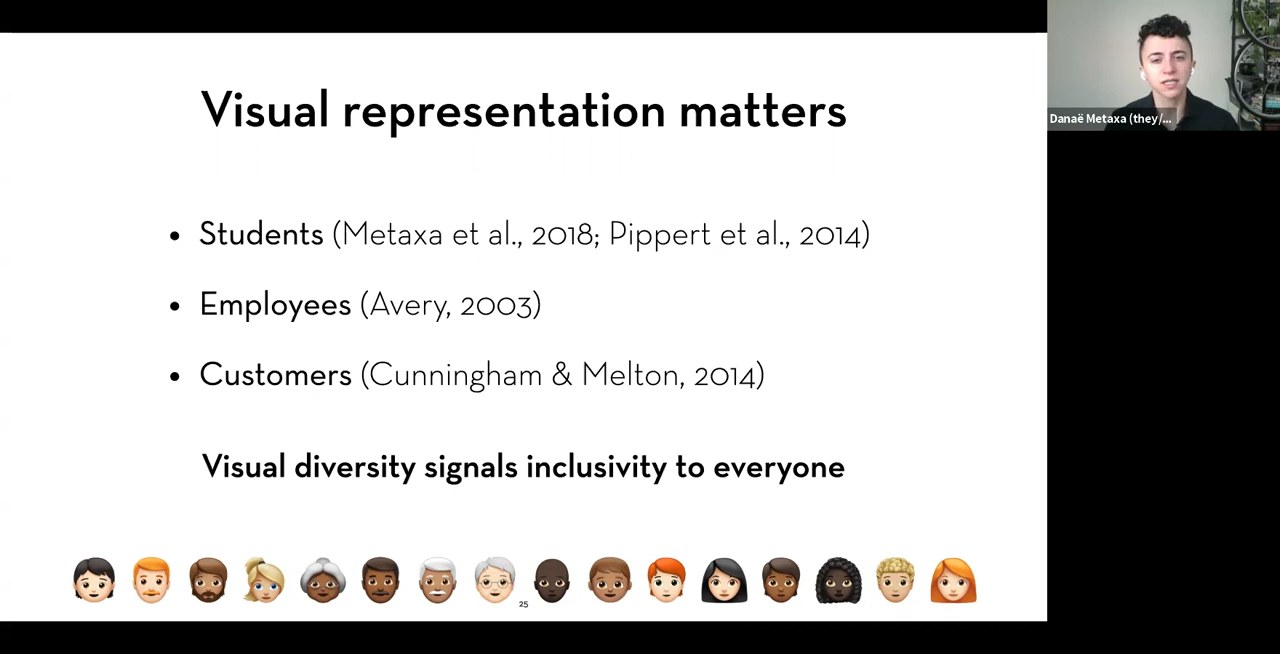 Visual representation matters
• Students (Metaxa et al., 2018; Pippert et al., 2014)
• Employees (Avery, 2003)
• Customers (Cunningham & Melton, 2014)
Visual diversity signals inclusivity to everyone
25
Danaë Metaxa (they/...